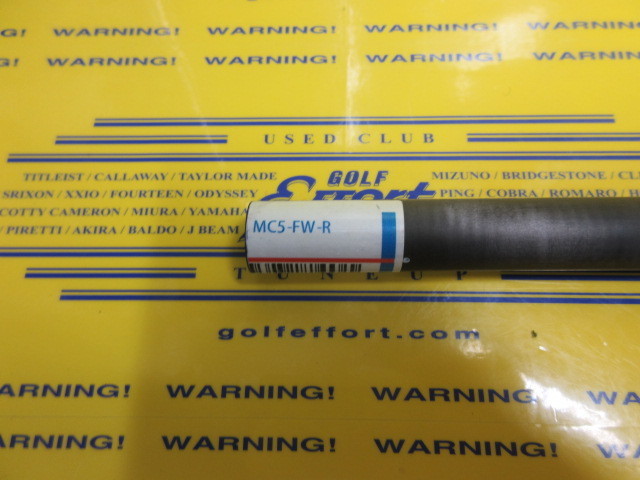 WARNING! WARNING! WARNING! WARNING!
WARNING! WARNING! WARNING! WARNING!
USED CLUB
TITLEIST / CALLAWAY / TAYLOR MADE
SRIXON / XXIO / FOURTEEN / ODYSSEY
COTTY CAMERON / MIURA / YAMAHA
PIRETTI / AKIRA / BALDO / J BEAM
GOLF
Effort
MIZUNO / BRIDGESTONE / CL
PING / COBRA / ROMARO /
MC5-FW-R
TUNEUP
golfeffort.com
WARNING! WARNING! WARNING! WARNING!
WARNING! WARNING! WARNING! WARNING!